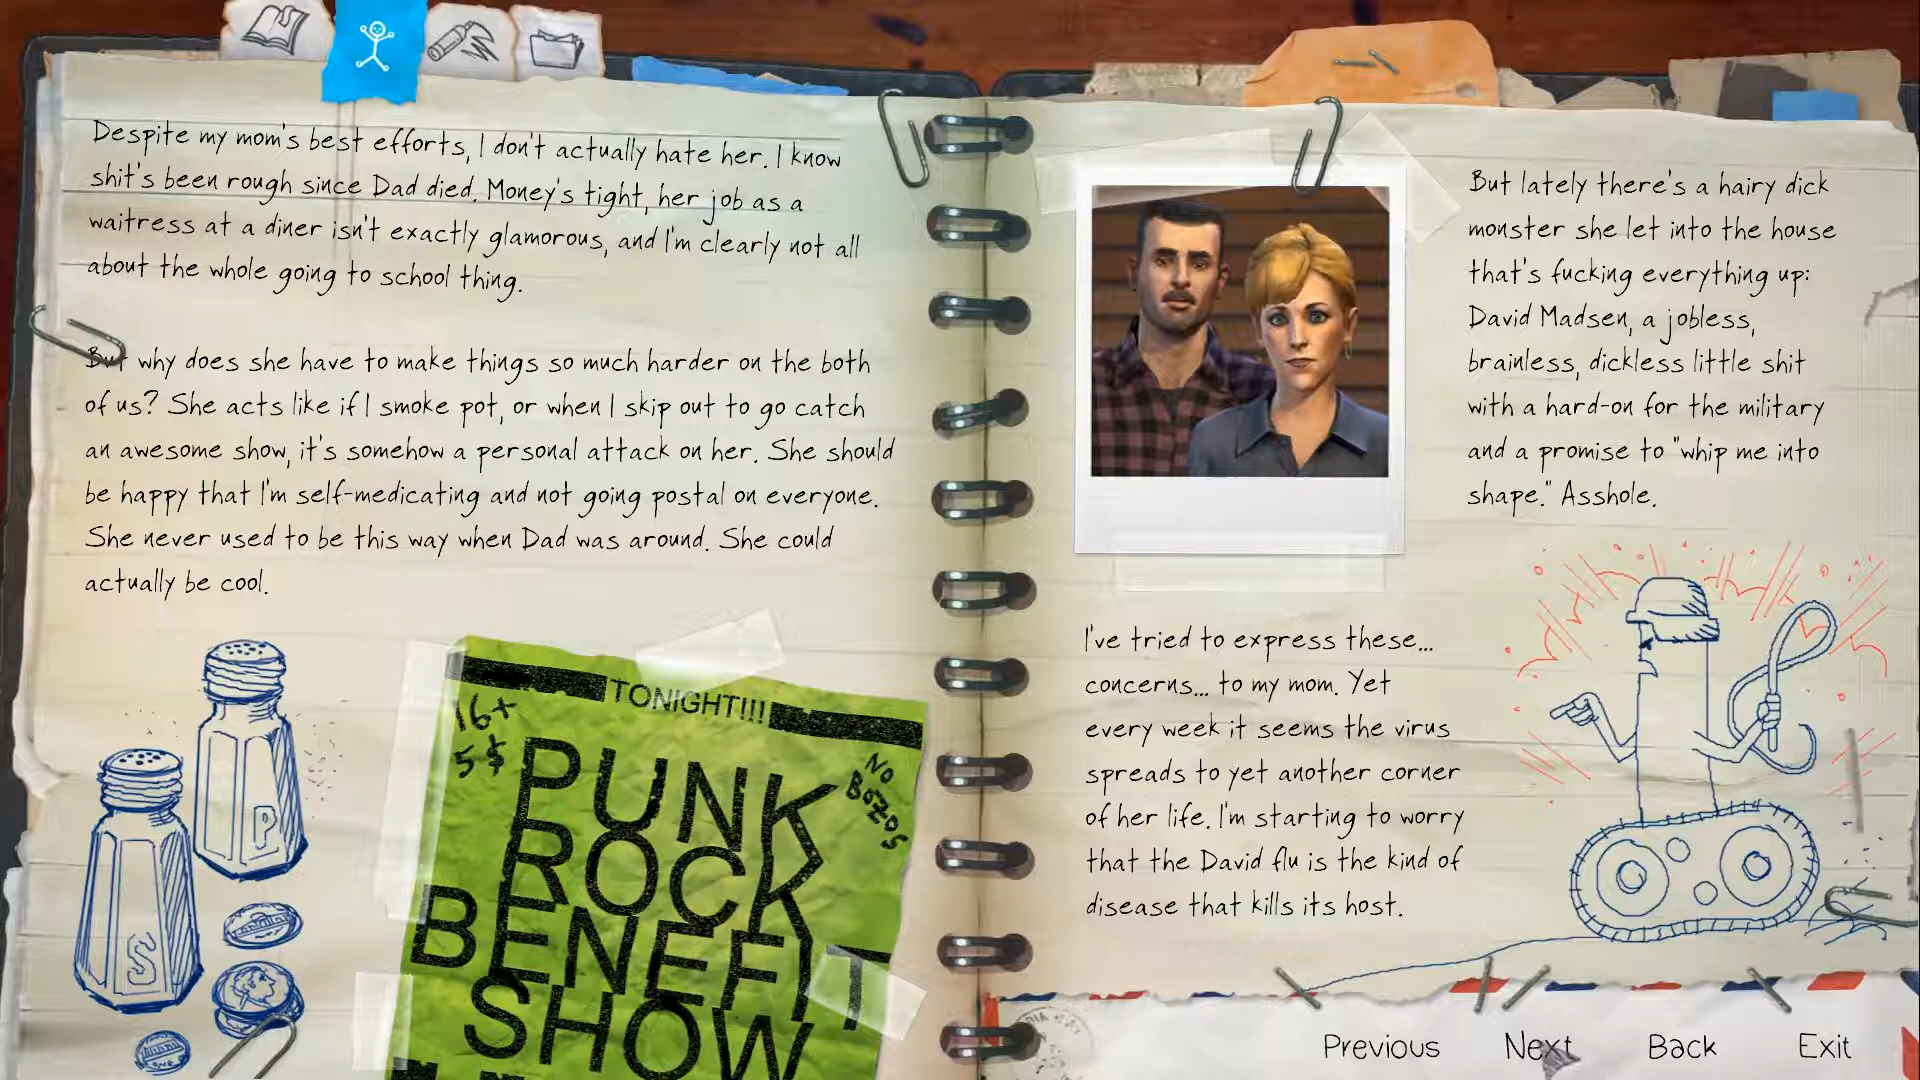 Despite my mom's best efforts, I don't actually hate her. I know
shit's been rough since Dad died. Money's tight, her job as a
waitress at a diner isn't exactly glamorous, and I'm clearly not all
about the whole going to school thing.
But why does she have to make things so much harder on the both
of us? She acts like if I smoke pot, or when I skip out to go catch
an awesome show, it's somehow a personal attack on her. She should
be happy that I'm self-medicating and not going postal on everyone.
She never used to be this way when Dad was around. She could
actually be cool.
P
S
TONIGHT!!!
16+
5$
NO
BOZOS
PUNK
ROCK
BENEFIT
SHOW
But lately there's a hairy dick
monster she let into the house
that's fucking everything up:
David Madsen, a jobless,
brainless, dickless little shit
with a hard-on for the military
and a promise to "whip me into
shape." Asshole.
I've tried to express these...
concerns... to my mom. Yet
every week it seems the virus
spreads to yet another corner
of her life. I'm starting to worry
that the David flu is the kind of
disease that kills its host.
Previous
Next
Back
Exit